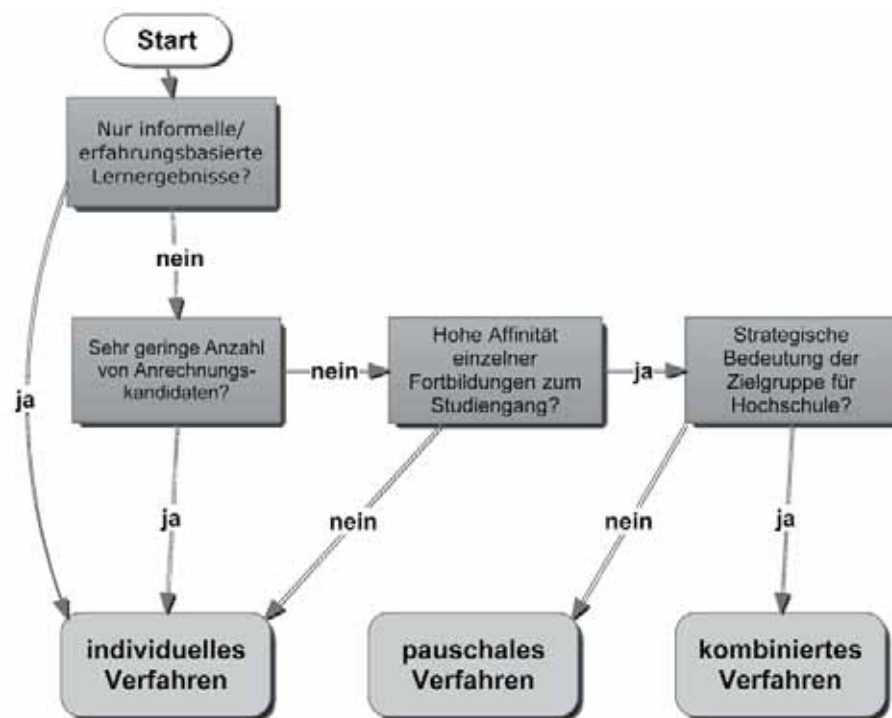 Start
Nur informelle/
erfahrungsbasierte
Lernergebnisse?
nein
ja
Sehr geringe Anzahl
von Anrechnungs-
kandidaten?
nein
Hohe Affinität
einzelner
Fortbildungen zum
Studiengang?
ja
Strategische
Bedeutung der
Zielgruppe für
Hochschule?
ja
nein
nein
ja
individuelles
Verfahren
pauschales
Verfahren
kombiniertes
Verfahren